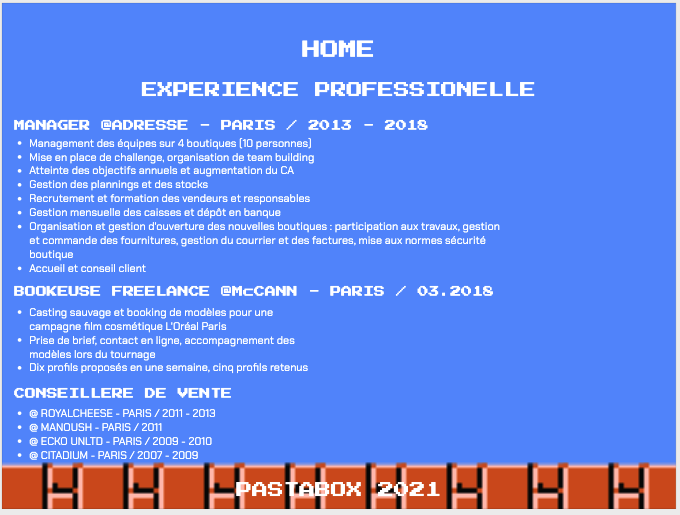 HOME
EXPERIENCE PROFESSIONELLE
MANAGER @ADRESSE - PARIS / 2013 - 2018
• Management des équipes sur 4 boutiques (10 personnes)
• Mise en place de challenge, organisation de team building
• Atteinte des objectifs annuels et augmentation du CA
• Gestion des plannings et des stocks
• Recrutement et formation des vendeurs et responsables
• Gestion mensuelle des caisses et dépôt en banque
• Organisation et gestion d'ouverture des nouvelles boutiques : participation aux travaux, gestion
et commande des fournitures, gestion du courrier et des factures, mise aux normes sécurité
boutique
• Accueil et conseil client
BOOKEUSE FREELANCE @McCANN - PARIS / 03.2018
• Casting sauvage et booking de modèles pour une
campagne film cosmétique L'Oréal Paris
• Prise de brief, contact en ligne, accompagnement des
modèles lors du tournage
• Dix profils proposés en une semaine, cinq profils retenus
CONSEILLERE DE VENTE
• @ ROYALCHEESE - PARIS / 2011 - 2013
• @ MANOUSH - PARIS / 2011
• @ ECKO UNLTD - PARIS / 2009 - 2010
• @ CITADIUM - PARIS / 2007 - 2009
PASTABOX 2021